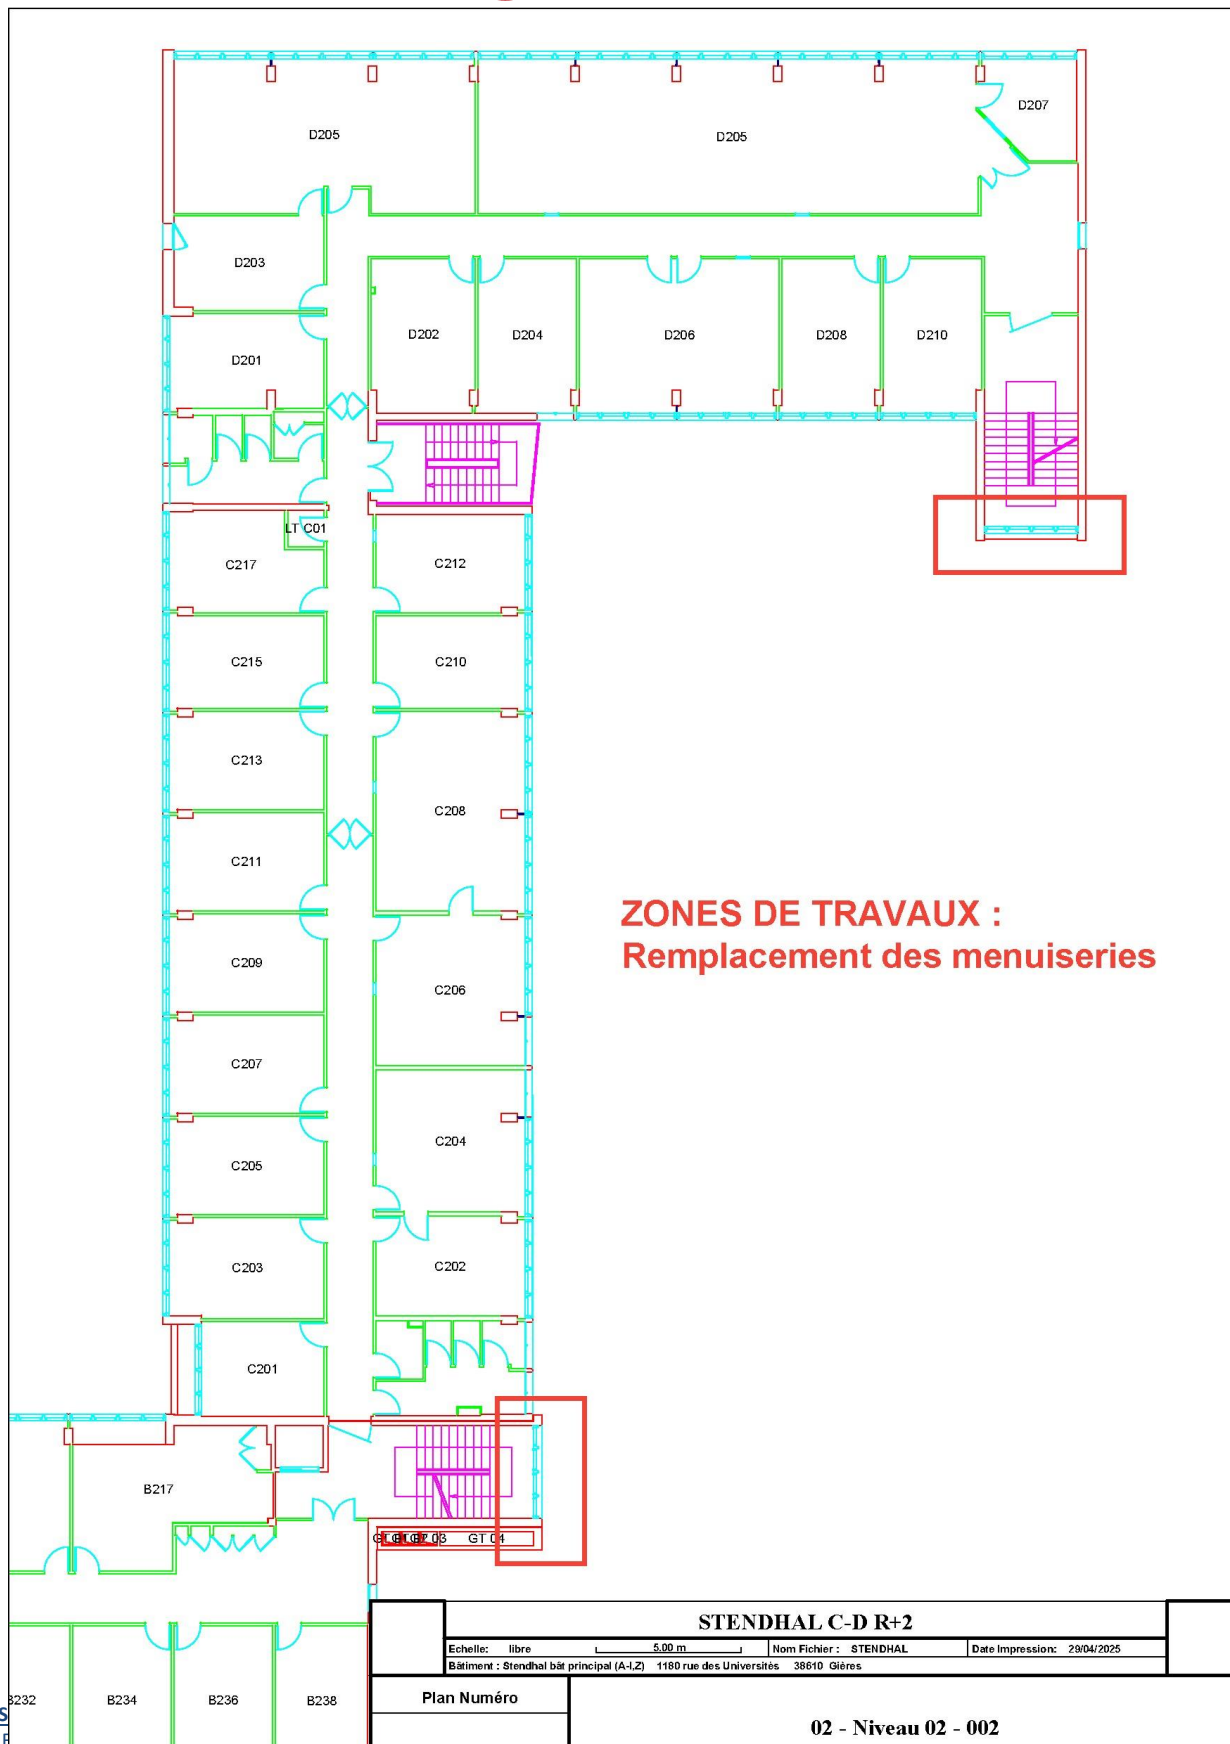 D207
D205
D205
D203
D202
D204
D206
D208
D210
D201
LT C01
C217
C212
C215
C210
C213
C208
C211
ZONES DE TRAVAUX :
Remplacement des menuiseries
C209
C206
C207
C204
C205
C203
C202
C201
B217
GT 04
STENDHAL C-D R+2
Echelle: libre 5.00 m Nom Fichier : STENDHAL Date Impression: 29/04/2025
Bâtiment : Stendhal bât principal (A-I,Z) 1180 rue des Universités 38610 Gières
B232
B234
B236
B238
Plan Numéro
02 - Niveau 02 - 002